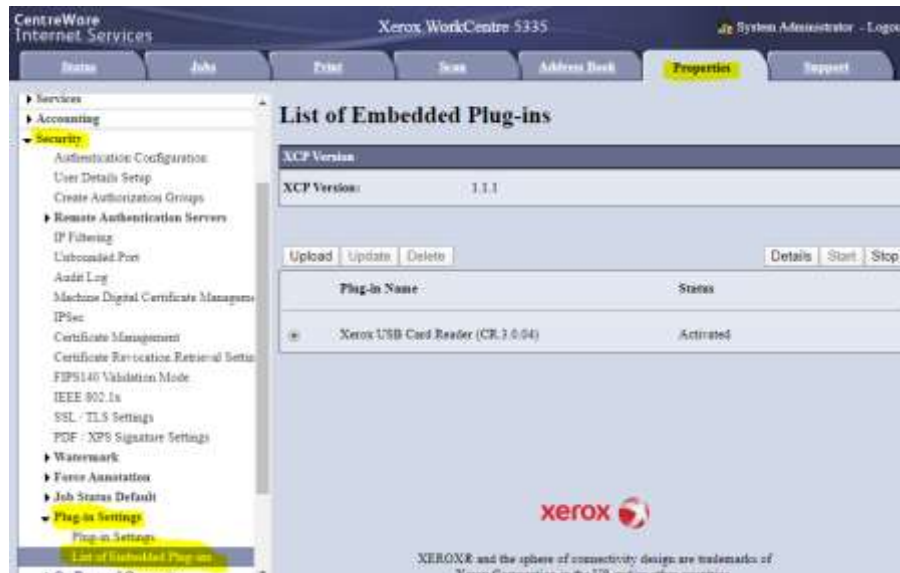 CentreWare
Internet Services
Xerox WorkCentre 5335
System Administrator - Logou
Status
Jobs
Print
Scan
Address Book
Properties
Support
Services
Accounting
Security
Authentication Configuration
User Details Setup
Create Authorization Groups
Remote Authentication Servers
IP Filtering
Unbounded Port
Audit Log
Machine Digital Certificate Manageme
IPSec
Certificate Management
Certificate Revocation Retrieval Settin
FIPS140 Validation Mode
IEEE 802.1x
SSL / TLS Settings
PDF / XPS Signature Settings
Watermark
Force Annotation
Job Status Default
Plug-in Settings
Plug-in Settings
List of Embedded Plug-ins
List of Embedded Plug-ins
XCP Version
XCP Version: 1.1.1
Upload Update Delete Details Start Stop
Plug-in Name Status
Xerox USB Card Reader (CR.3.0.04) Activated
xerox
XEROX® and the sphere of connectivity design are trademarks of